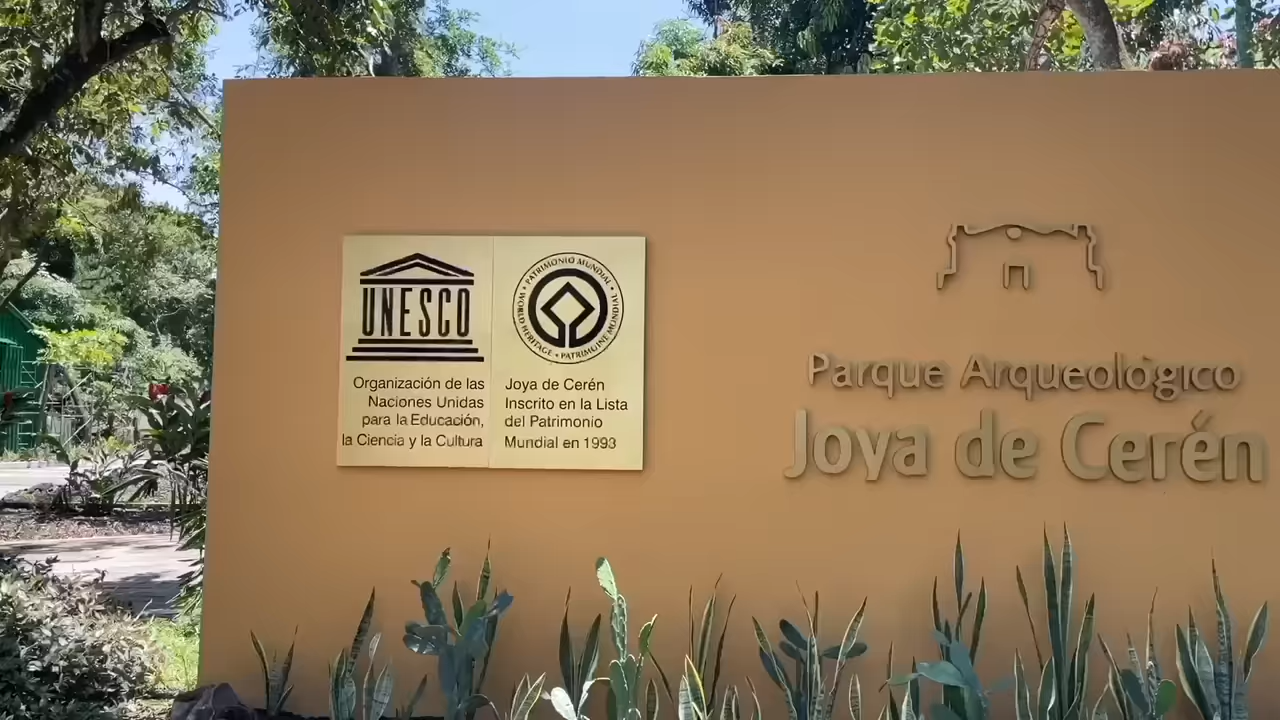 UNESCO
Organización de las
Naciones Unidas
para la Educación,
la Ciencia y la Cultura
PATRIMONIO MUNDIAL • WORLD HERITAGE • PATRIMOINE MONDIAL •
Joya de Cerén
Inscrito en la Lista
del Patrimonio
Mundial en 1993
Parque Arqueológico
Joya de Cerén